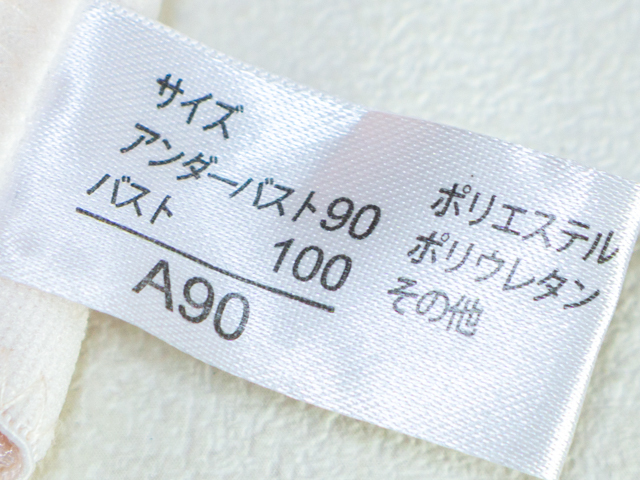 サイズ
アンダーバスト90
バスト 100
A90
ポリエステル
ポリウレタン
その他